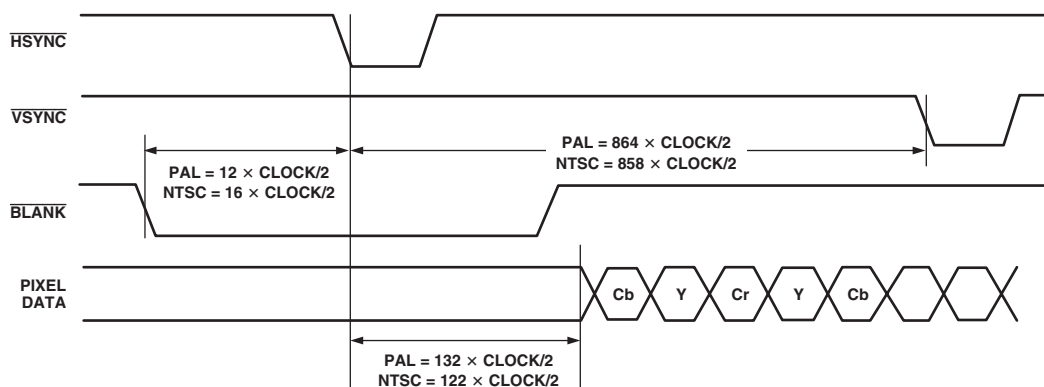 HSYNC
VSYNC
PAL = 864 × CLOCK/2
NTSC = 858 × CLOCK/2
PAL = 12 × CLOCK/2
NTSC = 16 × CLOCK/2
BLANK
PIXEL
DATA
Cb Y Cr Y Cb
PAL = 132 × CLOCK/2
NTSC = 122 × CLOCK/2